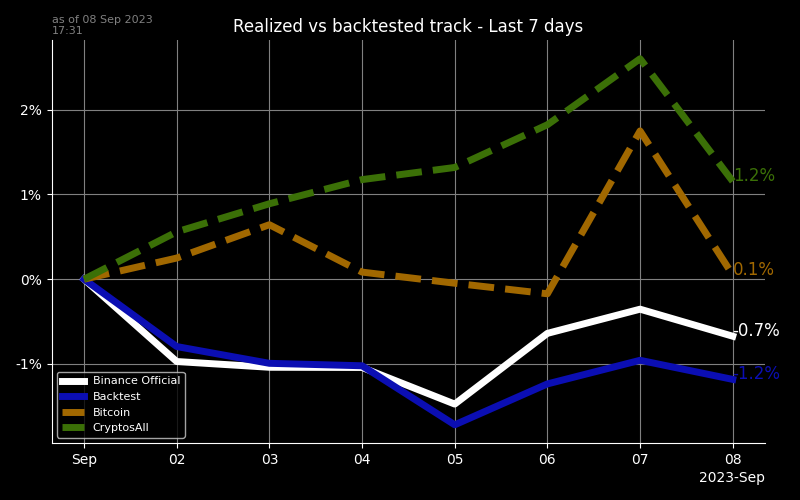 as of 08 Sep 2023
17:31
Realized vs backtested track - Last 7 days
2%
1%
0%
-1%
1.2%
0.1%
-0.7%
-1.2%
Binance Official
Backtest
Bitcoin
CryptosAll
Sep 02 03 04 05 06 07 08
2023-Sep